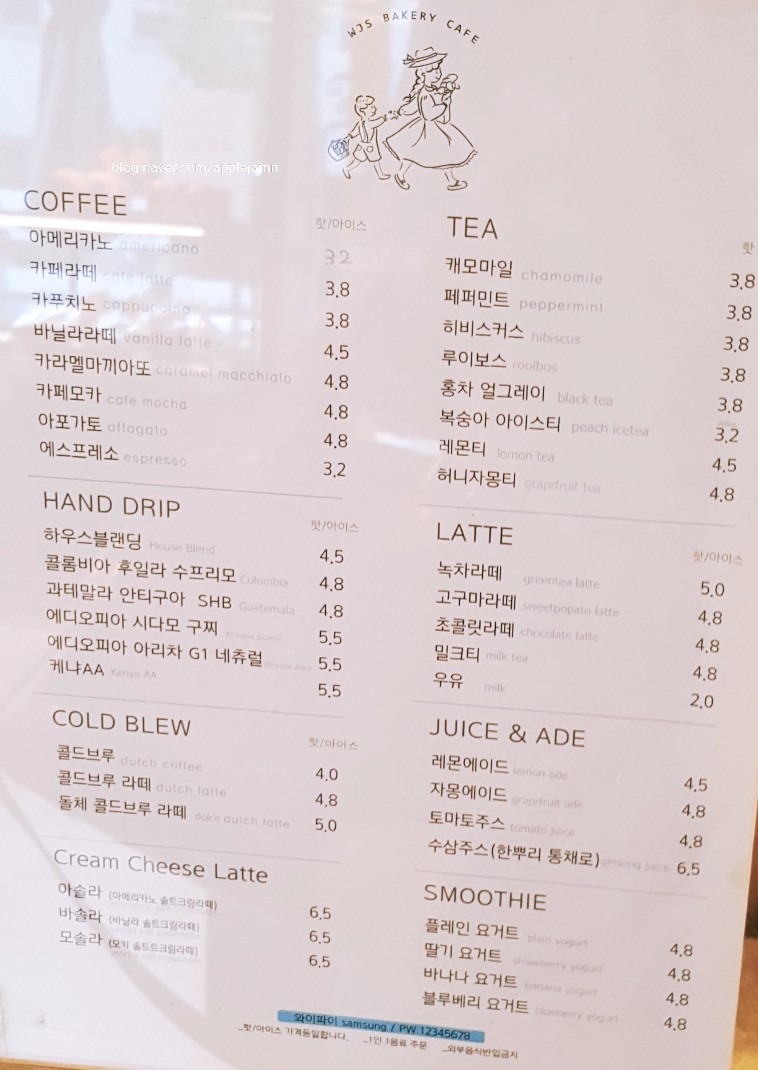 WJS BAKERY CAFE
blog.naver.com/applejamn
COFFEE
핫/아이스
아메리카노 americano 3.2
카페라떼 cafe latte 3.8
카푸치노 cappuccino 3.8
바닐라라떼 vanilla latte 4.5
카라멜마끼아또 caramel macchiato 4.8
카페모카 cafe mocha 4.8
아포가토 affogato 4.8
에스프레소 espresso 3.2
HAND DRIP
핫/아이스
하우스블랜딩 House Blend 4.5
콜롬비아 후일라 수프리모 Colombia 4.8
과테말라 안티구아 SHB Guatemala 4.8
에디오피아 시다모 구찌 5.5
에디오피아 아리차 G1 네츄럴 5.5
케냐AA Kenya AA 5.5
COLD BLEW
핫/아이스
콜드브루 dutch coffee 4.0
콜드브루 라떼 dutch latte 4.8
돌체 콜드브루 라떼 dolce dutch latte 5.0
Cream Cheese Latte
아솔라 (아메리카노 솔트크림라떼) 6.5
바솔라 (바닐라 솔트크림라떼) 6.5
모솔라 (모카 솔트트크림라떼) 6.5
TEA
핫
캐모마일 chamomile 3.8
페퍼민트 peppermint 3.8
히비스커스 hibiscus 3.8
루이보스 rooibos 3.8
홍차 얼그레이 black tea 3.8
복숭아 아이스티 peach icetea 3.2
레몬티 lomon tea 4.5
허니자몽티 graprfruit tea 4.8
LATTE
핫/아이스
녹차라떼 greentea latte 5.0
고구마라떼 sweetpopato latte 4.8
초콜릿라떼 chocolate latte 4.8
밀크티 milk tea 4.8
우유 milk 2.0
JUICE & ADE
레몬에이드 lemon ade 4.5
자몽에이드 graprfruit ade 4.8
토마토주스 tomato juice 4.8
수삼주스(한뿌리 통채로) ginseng juice 6.5
SMOOTHIE
플레인 요거트 plain yogurt 4.8
딸기 요거트 strawberry yogurt 4.8
바나나 요거트 banana yogurt 4.8
블루베리 요거트 blueberry yogurt 4.8
와이파이 samsung / PW 12345678
_핫/아이스 가격동일합니다. _1인 1음료 주문 _외부음식반입금지